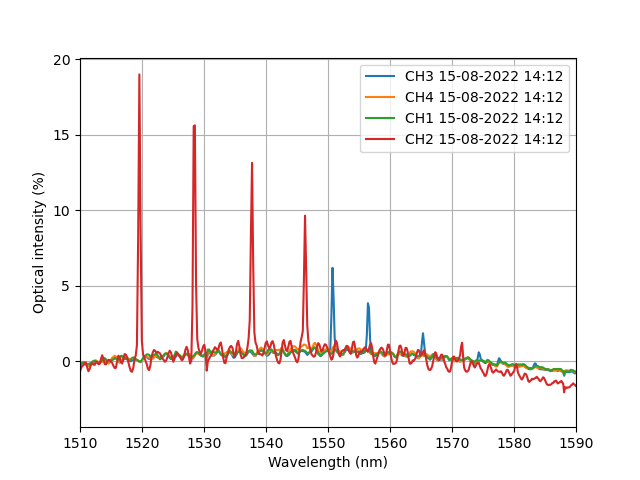 20
15
10
5
0
Optical intensity (%)
CH3 15-08-2022 14:12
CH4 15-08-2022 14:12
CH1 15-08-2022 14:12
CH2 15-08-2022 14:12
1510 1520 1530 1540 1550 1560 1570 1580 1590
Wavelength (nm)